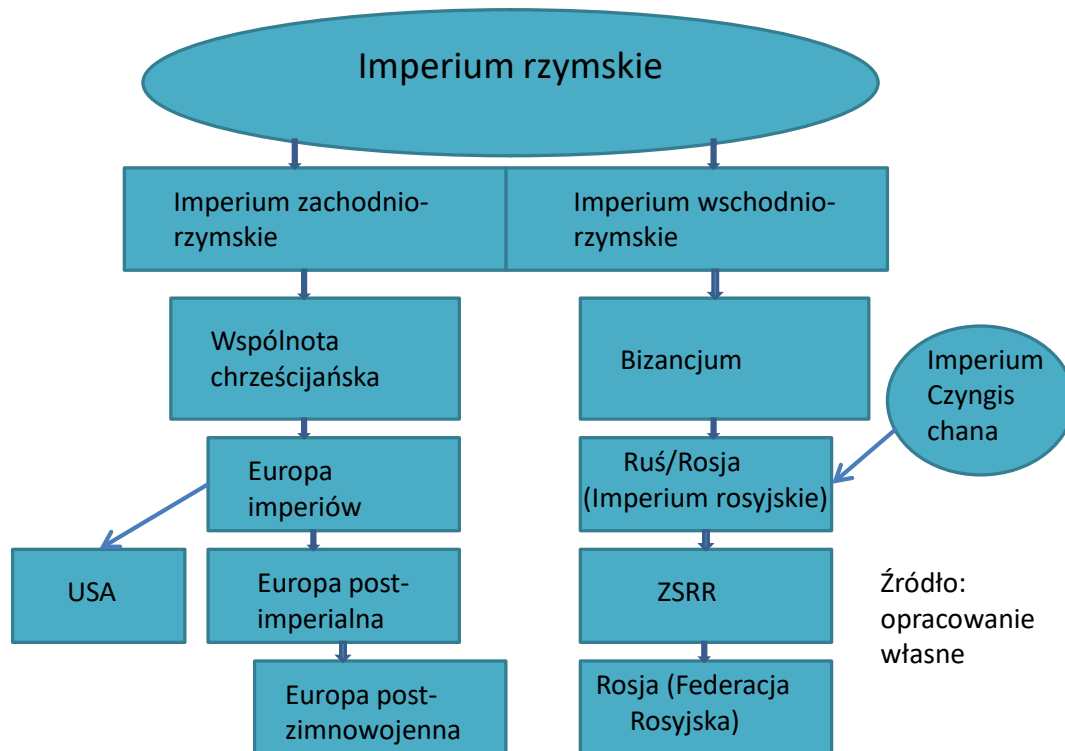 Imperium rzymskie
Imperium zachodnio-
rzymskie
Imperium wschodnio-
rzymskie
Wspólnota
chrześcijańska
Bizancjum
Imperium
Czyngis
chana
Europa
imperiów
Ruś/Rosja
(Imperium rosyjskie)
USA
Europa post-
imperialna
ZSRR
Źródło:
opracowanie
własne
Europa post-
zimnowojenna
Rosja (Federacja
Rosyjska)